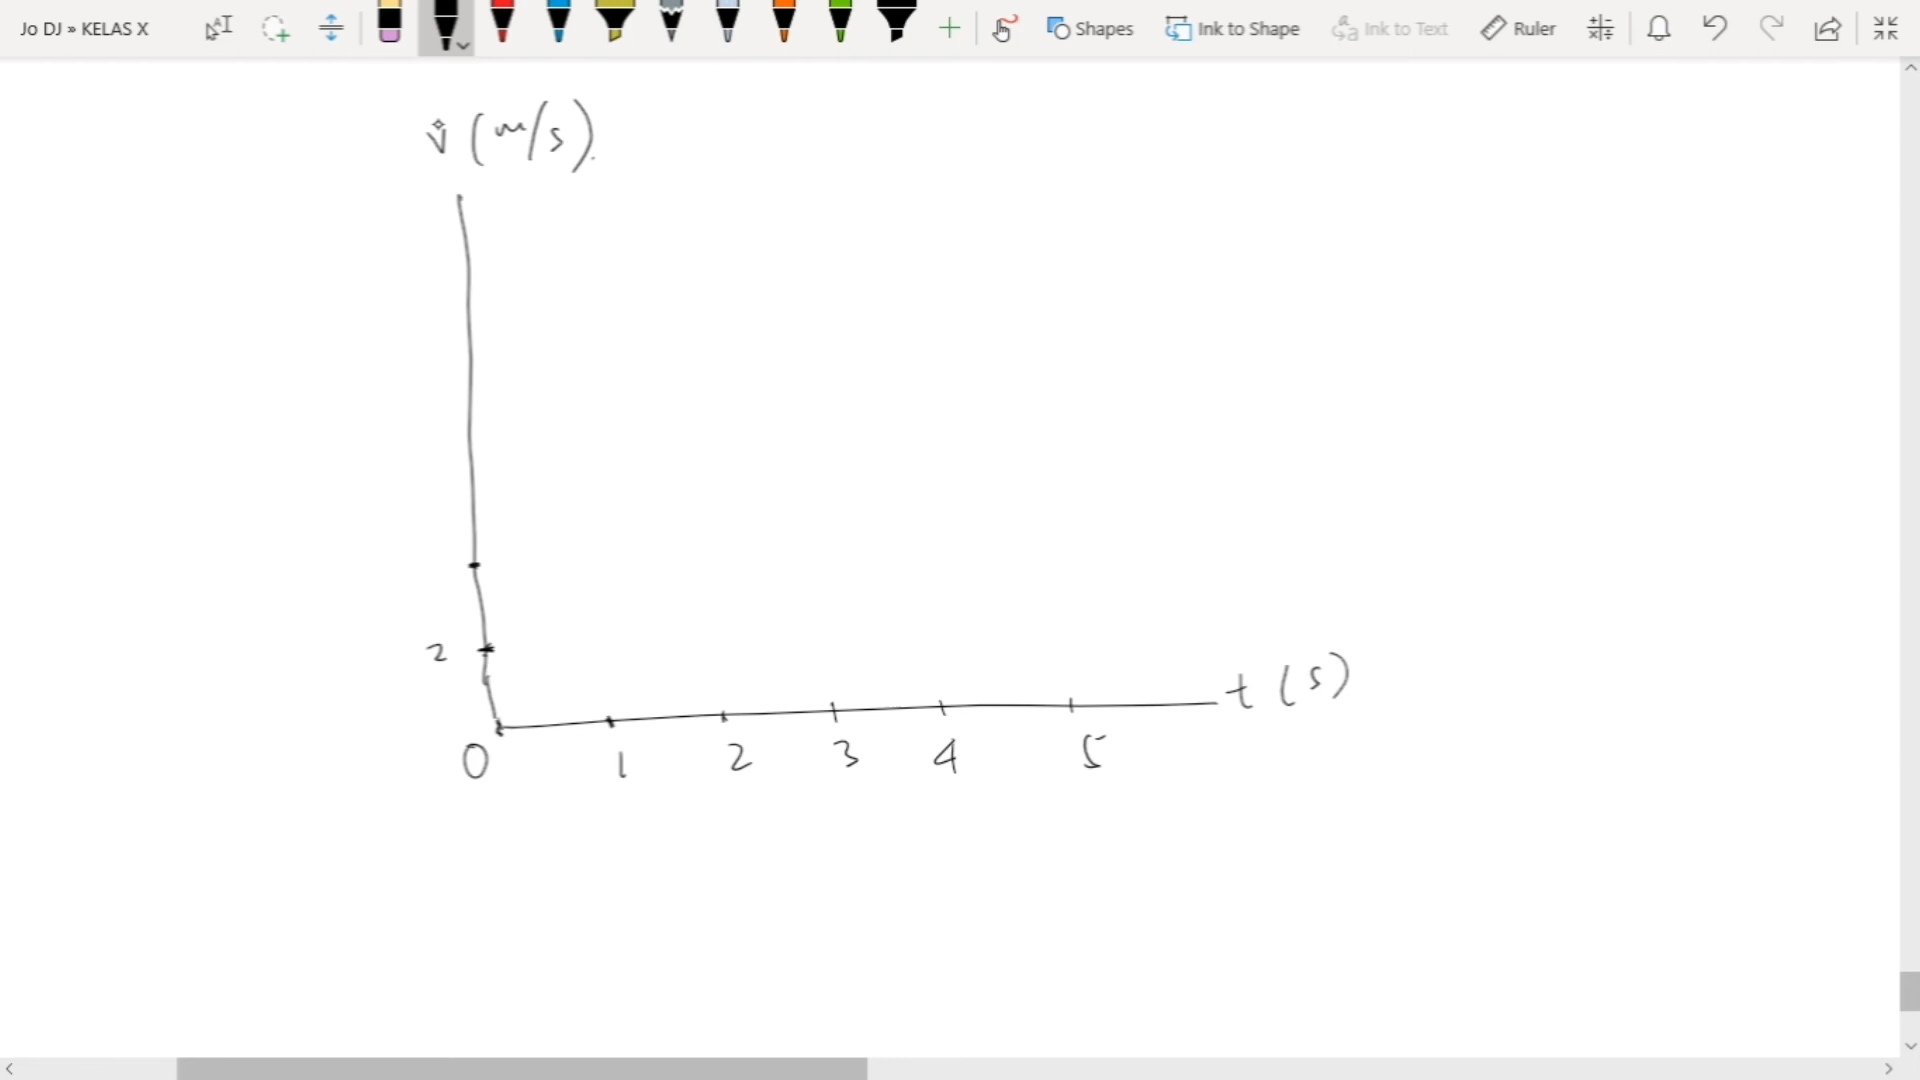 Jo DJ » KELAS X
Shapes
Ink to Shape
Ink to Text
Ruler
v (m/s).
2
t (s)
0 1 2 3 4 5